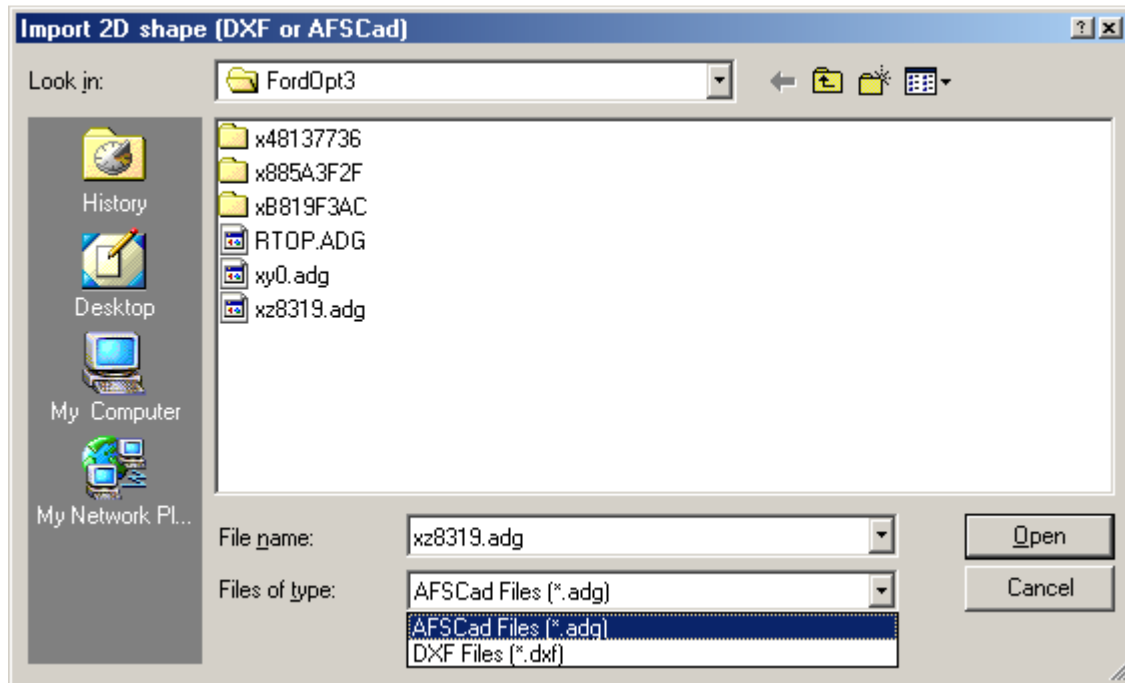 Import 2D shape (DXF or AFSCad)
Look in:
FordOpt3
History
Desktop
My Computer
My Network Pl...
x48137736
x885A3F2F
xB819F3AC
RTOP.ADG
xy0.adg
xz8319.adg
File name:
xz8319.adg
Open
Files of type:
AFSCad Files (*.adg)
Cancel
AFSCad Files (*.adg)
DXF Files (*.dxf)